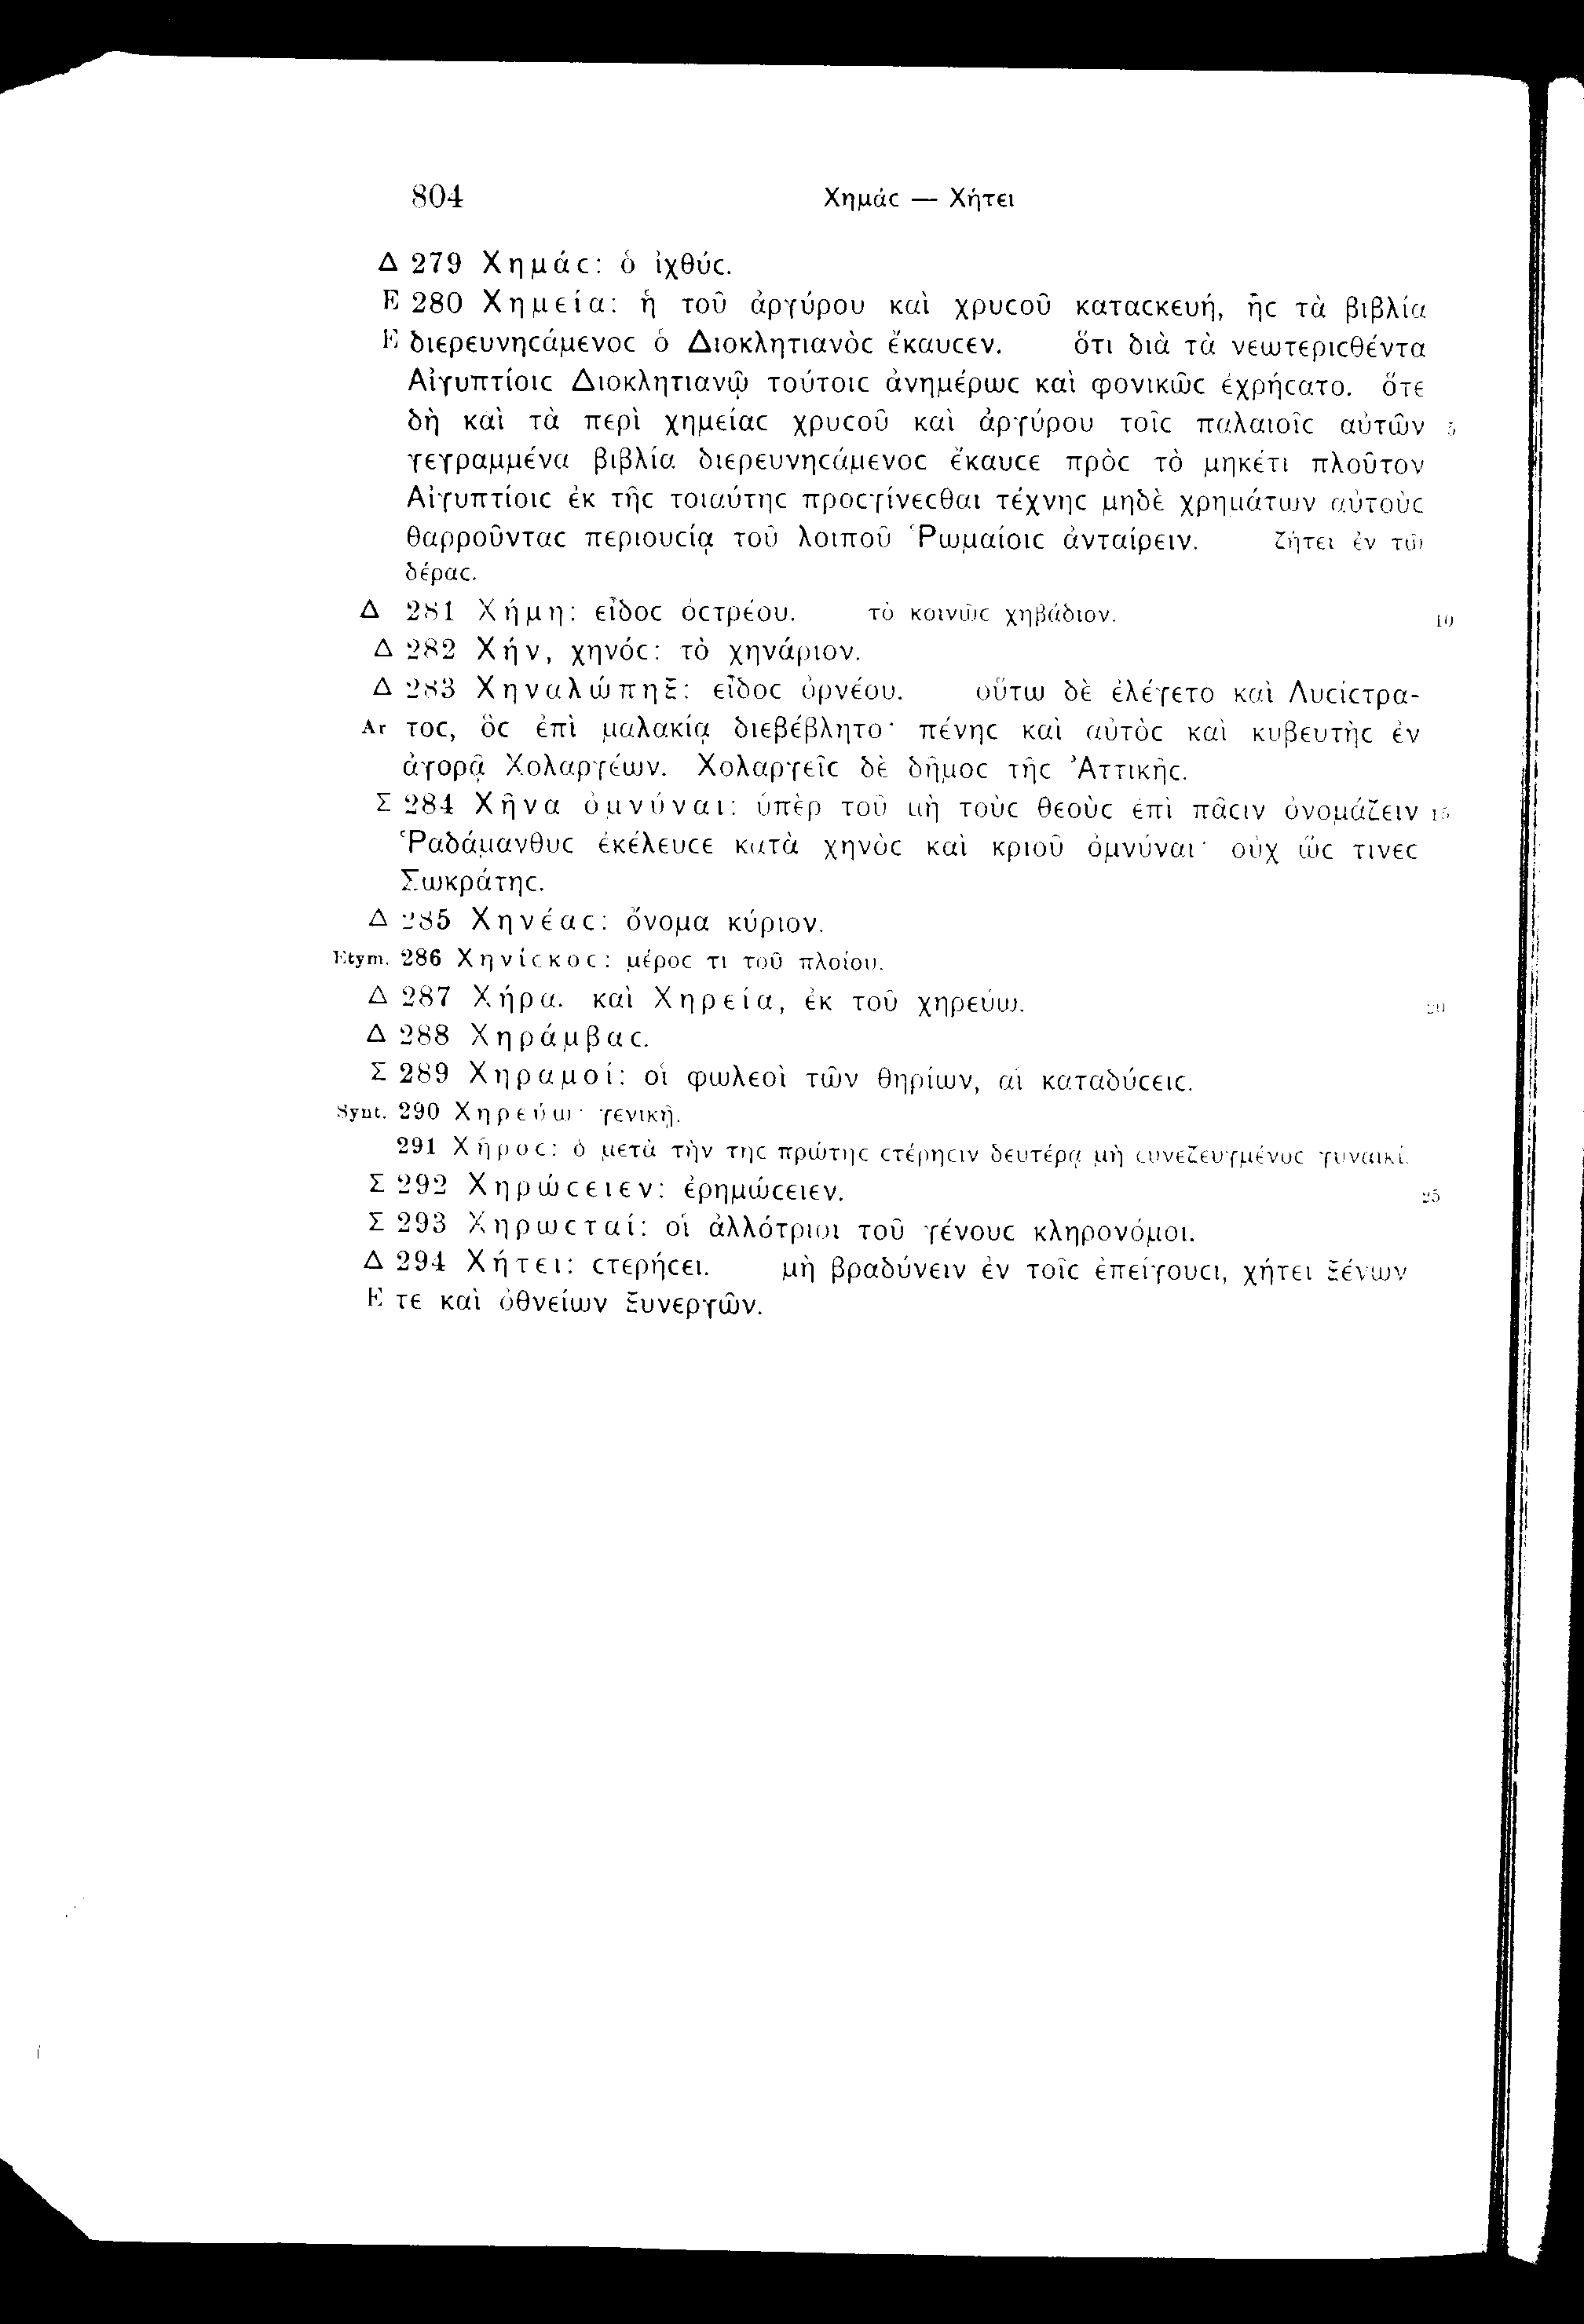 804 Χημάϲ — Χήτει
Δ 279 Χημάϲ: ὁ ἰχθύϲ.
E 280 Χημεία: ἡ τοῦ ἀργύρου καὶ χρυϲοῦ καταϲκευή, ἧϲ τὰ βιβλία
E διερευνηϲάμενοϲ ὁ Διοκλητιανὸϲ ἔκαυϲεν. ὅτι διὰ τὰ νεωτεριϲθέντα
Αἰγυπτίοιϲ Διοκλητιανῷ τούτοιϲ ἀνημέρωϲ καὶ φονικῶϲ ἐχρήϲατο. ὅτε
δὴ καὶ τὰ περὶ χημείαϲ χρυϲοῦ καὶ ἀργύρου τοῖϲ παλαιοῖϲ αὐτῶν 5
γεγραμμένα βιβλία διερευνηϲάμενοϲ ἔκαυϲε πρὸϲ τὸ μηκέτι πλοῦτον
Αἰγυπτίοιϲ ἐκ τῆϲ τοιαύτηϲ προϲγίνεϲθαι τέχνηϲ μηδὲ χρημάτων αὐτοὺϲ
θαρροῦνταϲ περιουϲίᾳ τοῦ λοιποῦ Ῥωμαίοιϲ ἀνταίρειν. ζήτει ἐν τῷ
δέραϲ.
Δ 281 Χήμη: εἶδοϲ ὀϲτρέου. τὸ κοινῶϲ χηβάδιον. 10
Δ 282 Χήν, χηνόϲ: τὸ χηνάριον.
Δ 283 Χηναλώπηξ: εἶδοϲ ὀρνέου. οὕτω δὲ ἐλέγετο καὶ Λυϲίϲτρα-
Ar τοϲ, ὃϲ ἐπὶ μαλακίᾳ διεβέβλητο· πένηϲ καὶ αὐτὸϲ καὶ κυβευτὴϲ ἐν
ἀγορᾷ Χολαργέων. Χολαργεῖϲ δὲ δῆμοϲ τῆϲ Ἀττικῆϲ.
Σ 284 Χῆνα ὀμνύναι: ὑπὲρ τοῦ μὴ τοὺϲ θεοὺϲ ἐπὶ πᾶϲιν ὀνομάζειν 15
Ῥαδάμανθυϲ ἐκέλευϲε κατὰ χηνὸϲ καὶ κριοῦ ὀμνύναι· οὐχ ὥϲ τινεϲ
Σωκράτηϲ.
Δ 285 Χηνέαϲ: ὄνομα κύριον.
Etym. 286 Χηνίϲκοϲ: μέροϲ τι τοῦ πλοίου.
Δ 287 Χήρα. καὶ Χηρεία, ἐκ τοῦ χηρεύω. 20
Δ 288 Χηράμβαϲ.
Σ 289 Χηραμοί: οἱ φωλεοὶ τῶν θηρίων, αἱ καταδύϲειϲ.
Synt. 290 Χηρεύω· γενικῇ.
291 Χῆροϲ: ὁ μετὰ τὴν τηϲ πρώτηϲ ϲτέρηϲιν δευτέρᾳ μὴ ϲυνεζευγμένοϲ γυναικί.
Σ 292 Χηρώϲειεν: ἐρημώϲειεν. 25
Σ 293 Χηρωϲταί: οἱ ἀλλότριοι τοῦ γένουϲ κληρονόμοι.
Δ 294 Χήτει: ϲτερήϲει. μὴ βραδύνειν ἐν τοῖϲ ἐπείγουϲι, χήτει ξένων
E τε καὶ ὀθνείων ξυνεργῶν.